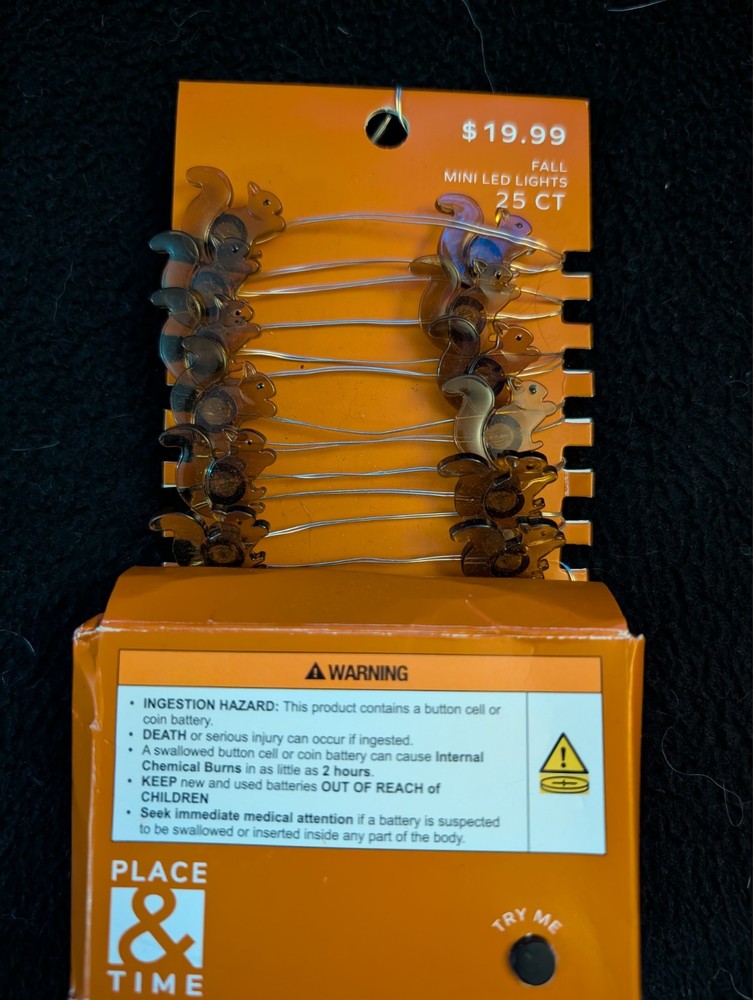 $19.99
FALL
MINI LED LIGHTS
25 CT
WARNING
• INGESTION HAZARD: This product contains a button cell or
coin battery.
• DEATH or serious injury can occur if ingested.
• A swallowed button cell or coin battery can cause Internal
Chemical Burns in as little as 2 hours.
• KEEP new and used batteries OUT OF REACH of
CHILDREN
• Seek immediate medical attention if a battery is suspected
to be swallowed or inserted inside any part of the body.
PLACE
&
TIME
TRY ME